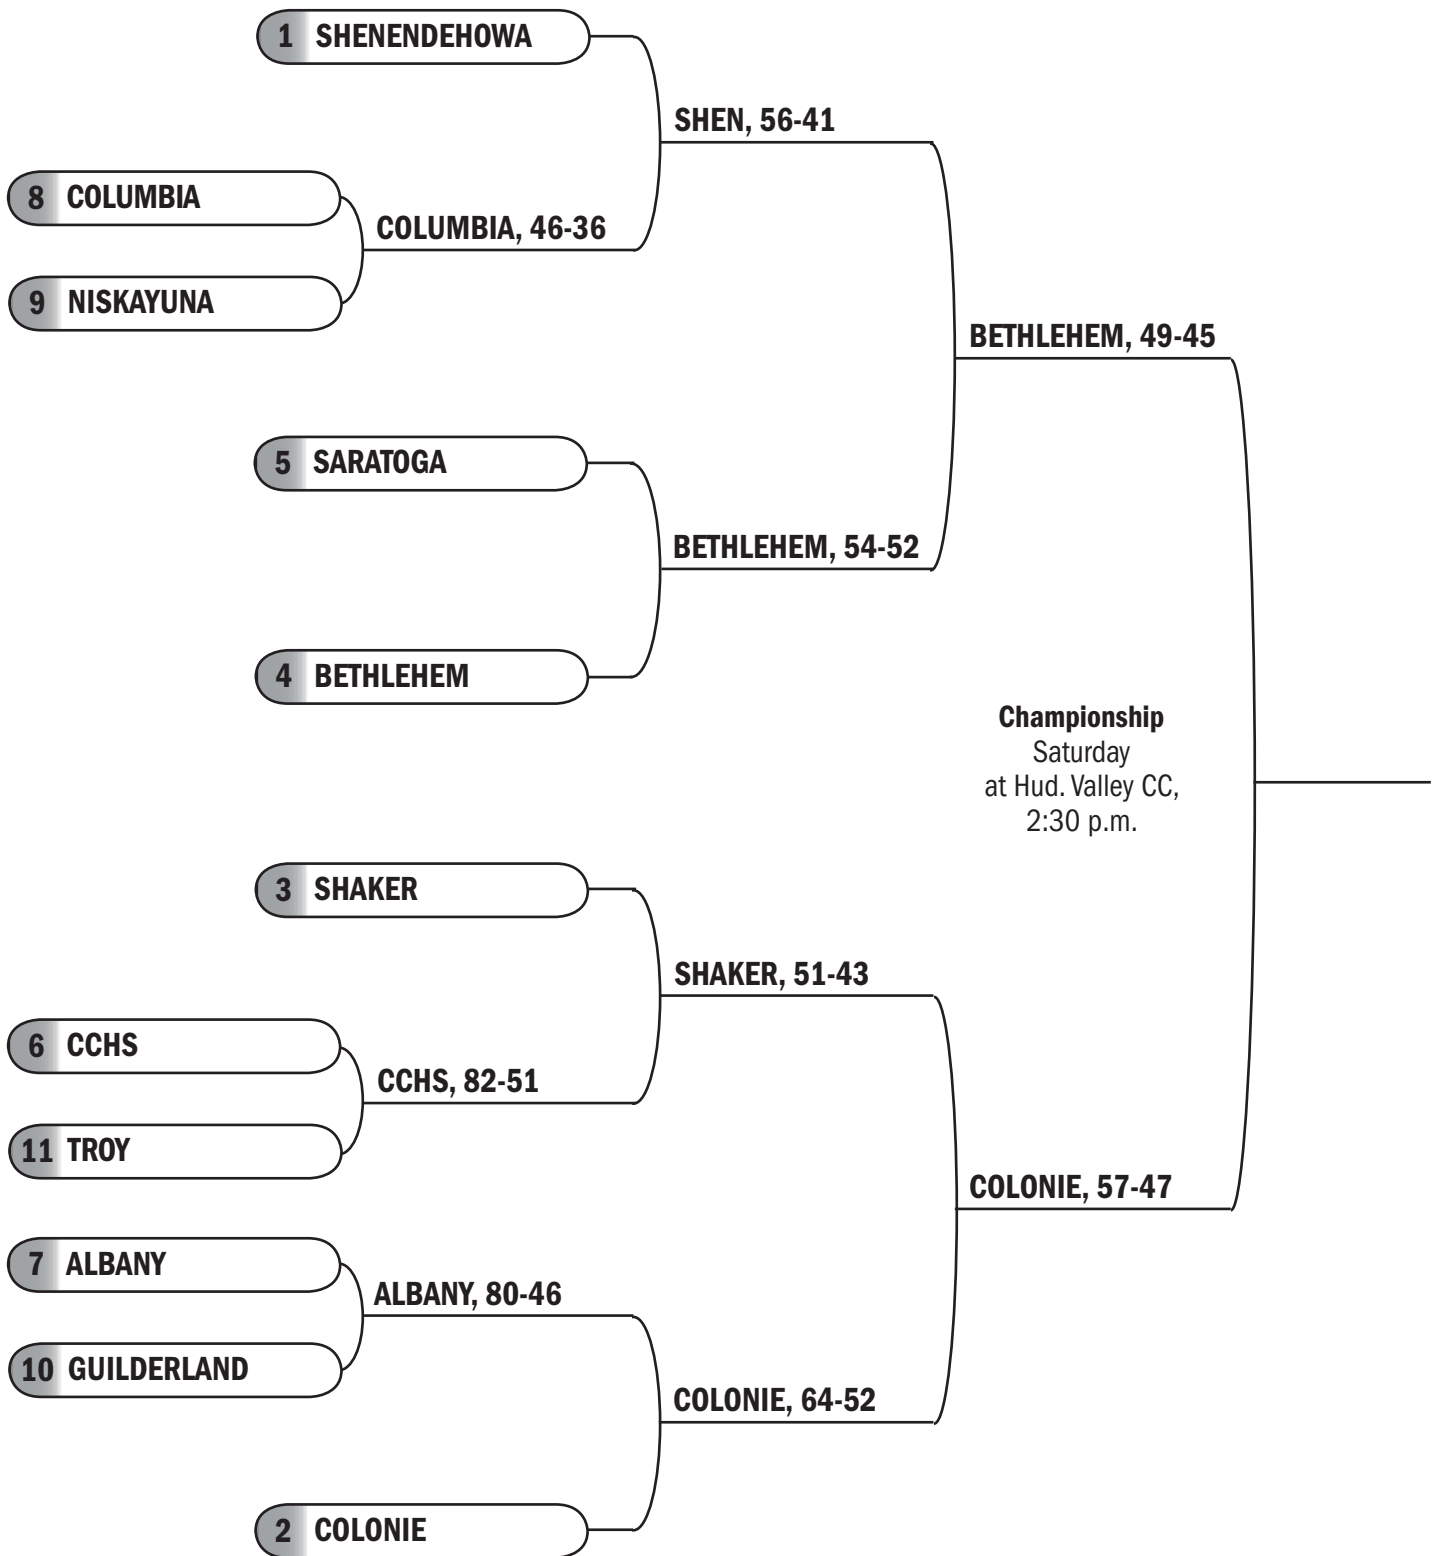 1 SHENENDEHOWA
SHEN, 56-41
8 COLUMBIA
COLUMBIA, 46-36
9 NISKAYUNA
BETHLEHEM, 49-45
5 SARATOGA
BETHLEHEM, 54-52
4 BETHLEHEM
Championship
Saturday
at Hud. Valley CC,
2:30 p.m.
3 SHAKER
SHAKER, 51-43
6 CCHS
CCHS, 82-51
11 TROY
COLONIE, 57-47
7 ALBANY
ALBANY, 80-46
10 GUILDERLAND
COLONIE, 64-52
2 COLONIE